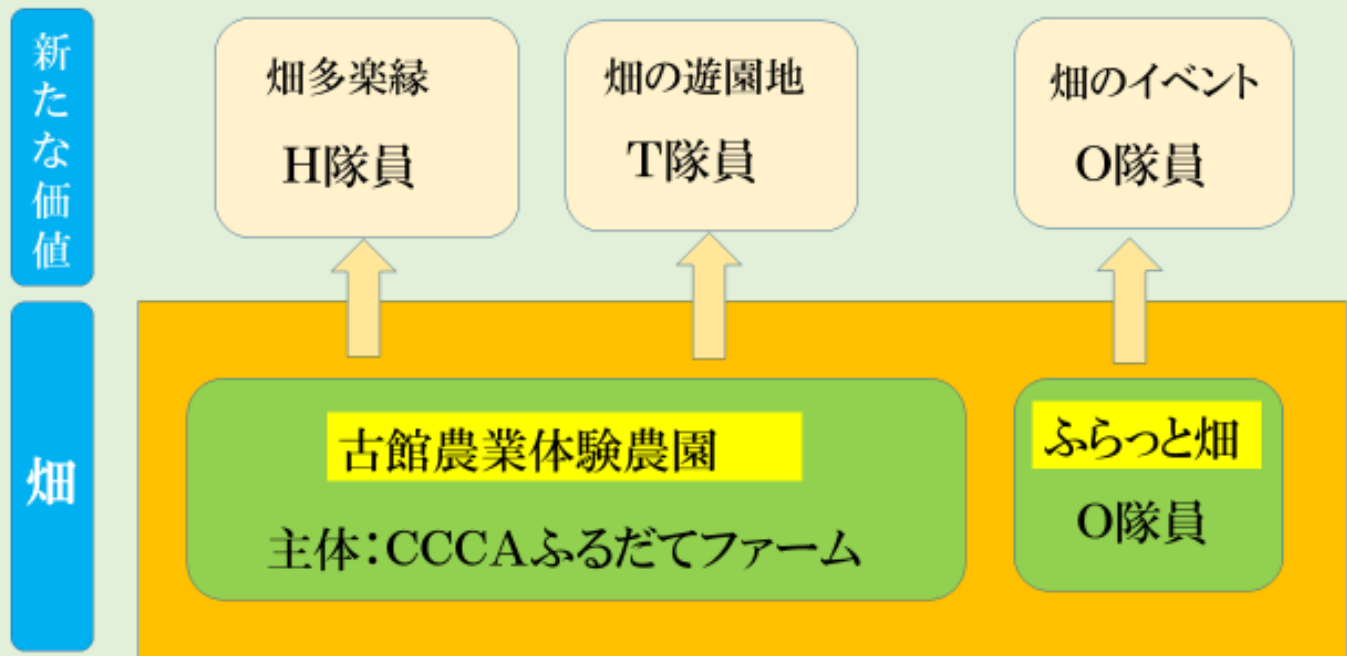 新たな価値
畑多楽縁
H隊員
畑の遊園地
T隊員
畑のイベント
O隊員
畑
古館農業体験農園
主体：CCCAふるだてファーム
ふらっと畑
O隊員